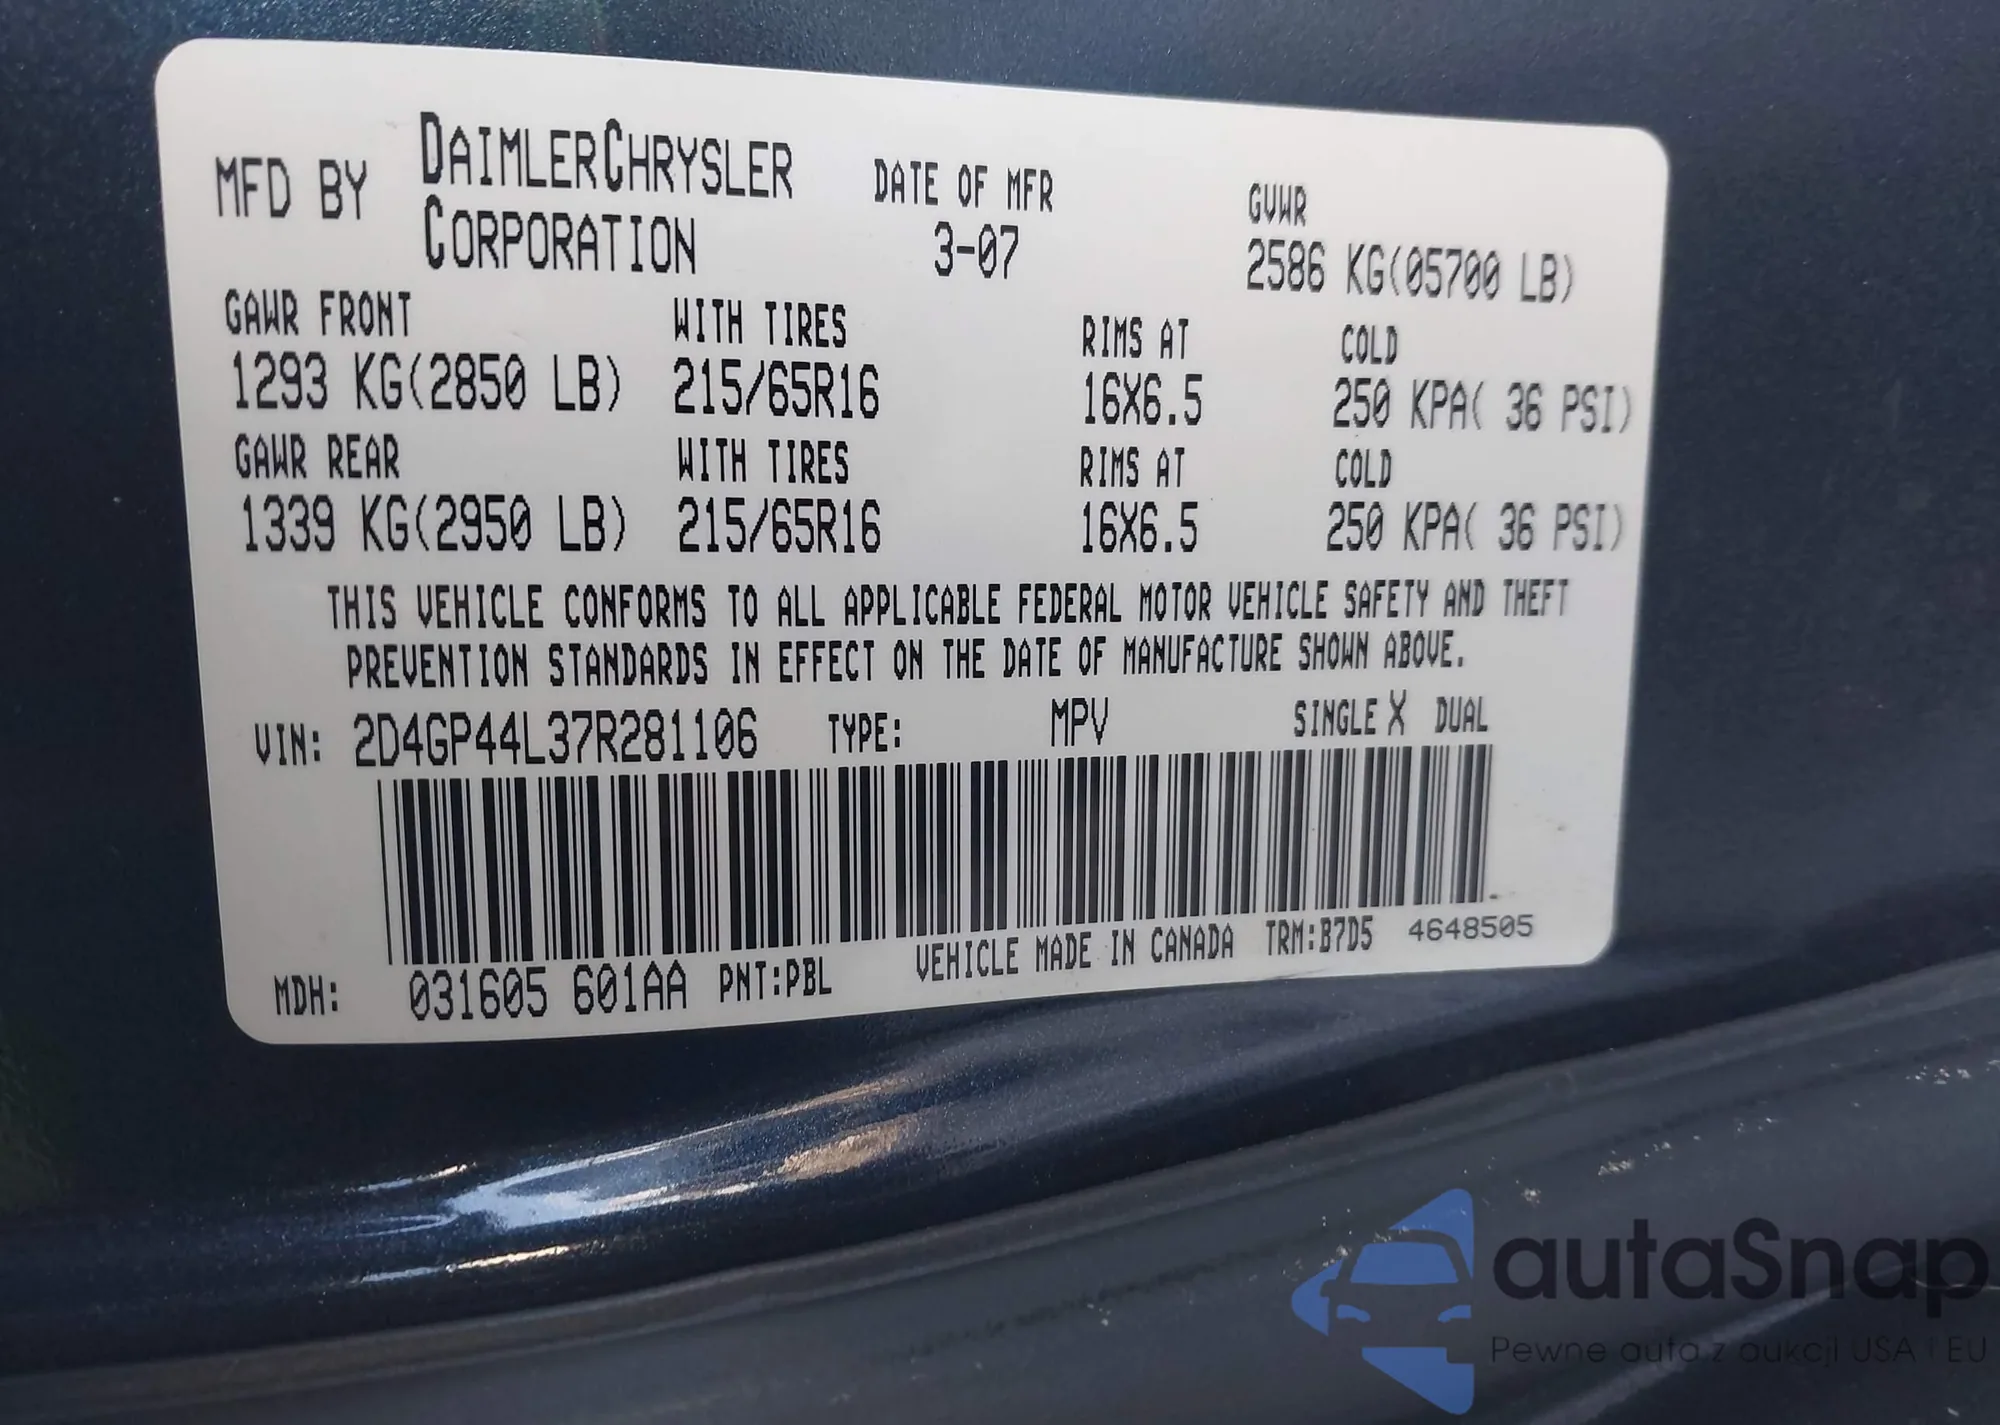 MFD BY DAIMLERCHRYSLER CORPORATION DATE OF MFR 3-07 GVWR 2586 KG(05700 LB)
GAWR FRONT WITH TIRES RIMS AT COLD
1293 KG(2850 LB) 215/65R16 16X6.5 250 KPA( 36 PSI)
GAWR REAR WITH TIRES RIMS AT COLD
1339 KG(2950 LB) 215/65R16 16X6.5 250 KPA( 36 PSI)
THIS VEHICLE CONFORMS TO ALL APPLICABLE FEDERAL MOTOR VEHICLE SAFETY AND THEFT
PREVENTION STANDARDS IN EFFECT ON THE DATE OF MANUFACTURE SHOWN ABOVE.
VIN: 2D4GP44L37R281106 TYPE: MPV SINGLE X DUAL
MDH: 031605 601AA PNT:PBL VEHICLE MADE IN CANADA TRM:B7D5 4648505
autaSnap
Pewne auta z aukcji USA i EU